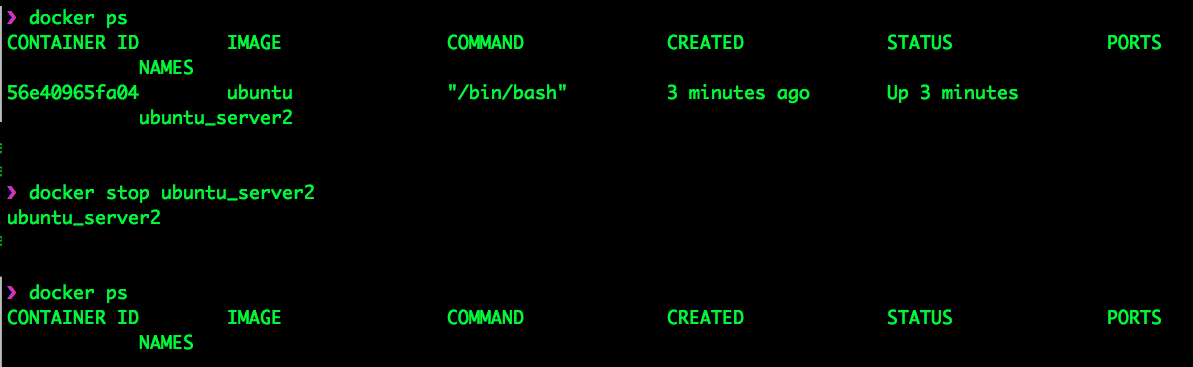 ❯ docker ps
CONTAINER ID        IMAGE               COMMAND             CREATED             STATUS              PORTS
            NAMES
56e40965fa04        ubuntu              "/bin/bash"         3 minutes ago       Up 3 minutes
            ubuntu_server2
❯ docker stop ubuntu_server2
ubuntu_server2
❯ docker ps
CONTAINER ID        IMAGE               COMMAND             CREATED             STATUS              PORTS
            NAMES